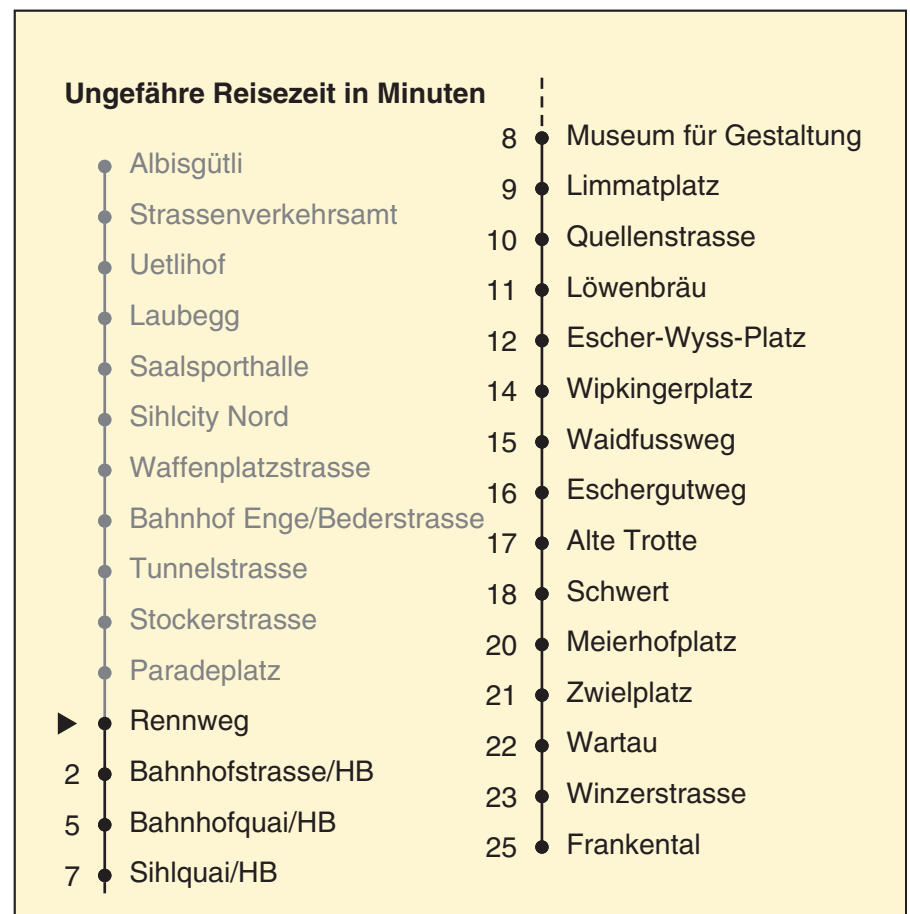 Ungefähre Reisezeit in Minuten
Albisgütli
Strassenverkehrsamt
Uetlihof
Laubegg
Saalsporthalle
Sihlcity Nord
Waffenplatzstrasse
Bahnhof Enge/Bederstrasse
Tunnelstrasse
Stockerstrasse
Paradeplatz
Rennweg
2 Bahnhofstrasse/HB
5 Bahnhofquai/HB
7 Sihlquai/HB
8 Museum für Gestaltung
9 Limmatplatz
10 Quellenstrasse
11 Löwenbräu
12 Escher-Wyss-Platz
14 Wipkingerplatz
15 Waidfussweg
16 Eschergutweg
17 Alte Trotte
18 Schwert
20 Meierhofplatz
21 Zwielplatz
22 Wartau
23 Winzerstrasse
25 Frankental